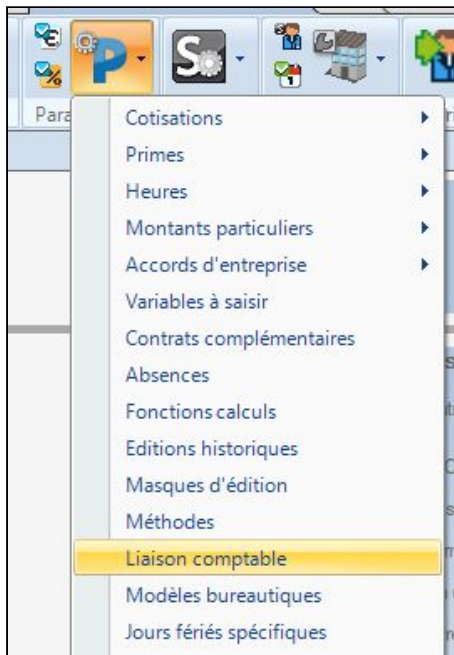 Para
Cotisations
Primes
Heures
Montants particuliers
Accords d'entreprise
Variables à saisir
Contrats complémentaires
Absences
Fonctions calculs
Editions historiques
Masques d'édition
Méthodes
Liaison comptable
Modèles bureautiques
Jours fériés spécifiques